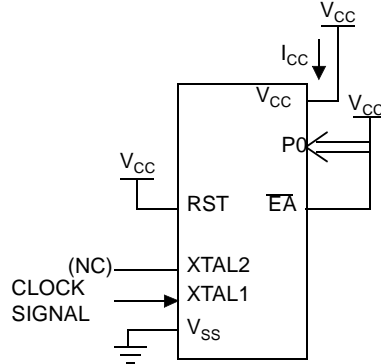 VCC
ICC
VCC
VCC
P0
VCC
RST
EA
(NC)
XTAL2
CLOCK
SIGNAL
XTAL1
VSS